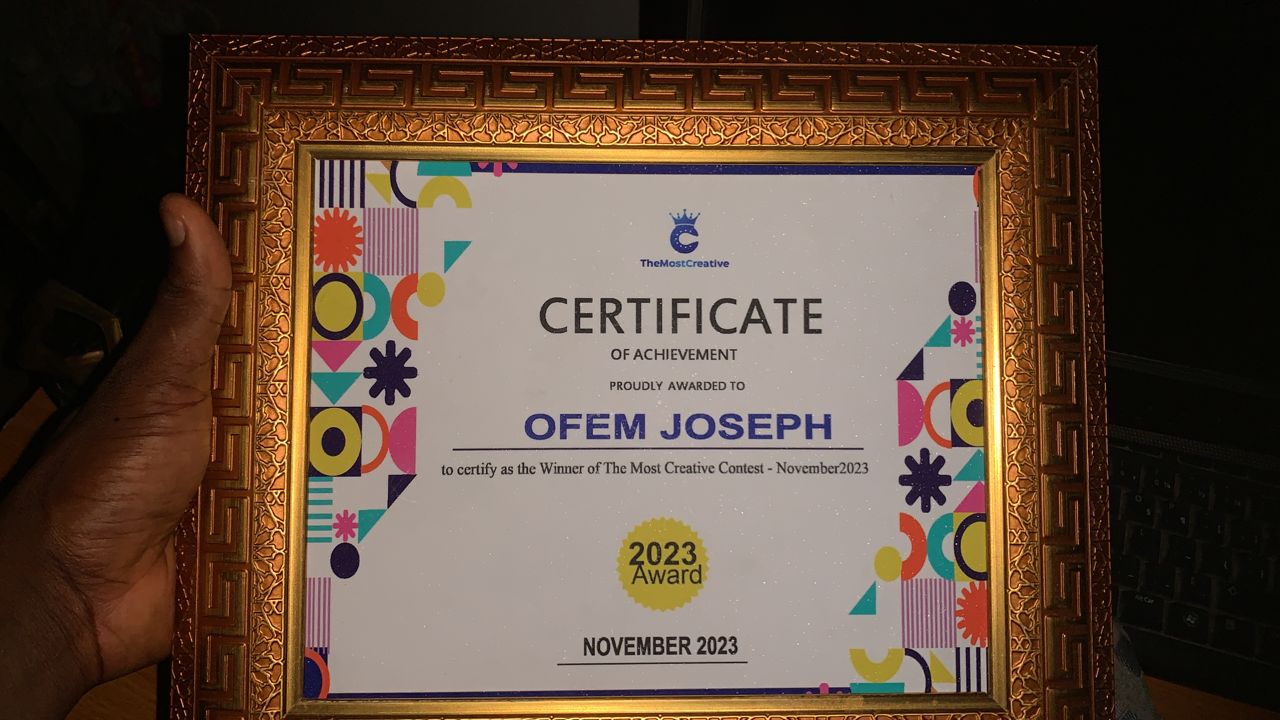 TheMostCreative
CERTIFICATE
OF ACHIEVEMENT
PROUDLY AWARDED TO
OFEM JOSEPH
to certify as the Winner of The Most Creative Contest - November2023
2023
Award
NOVEMBER 2023